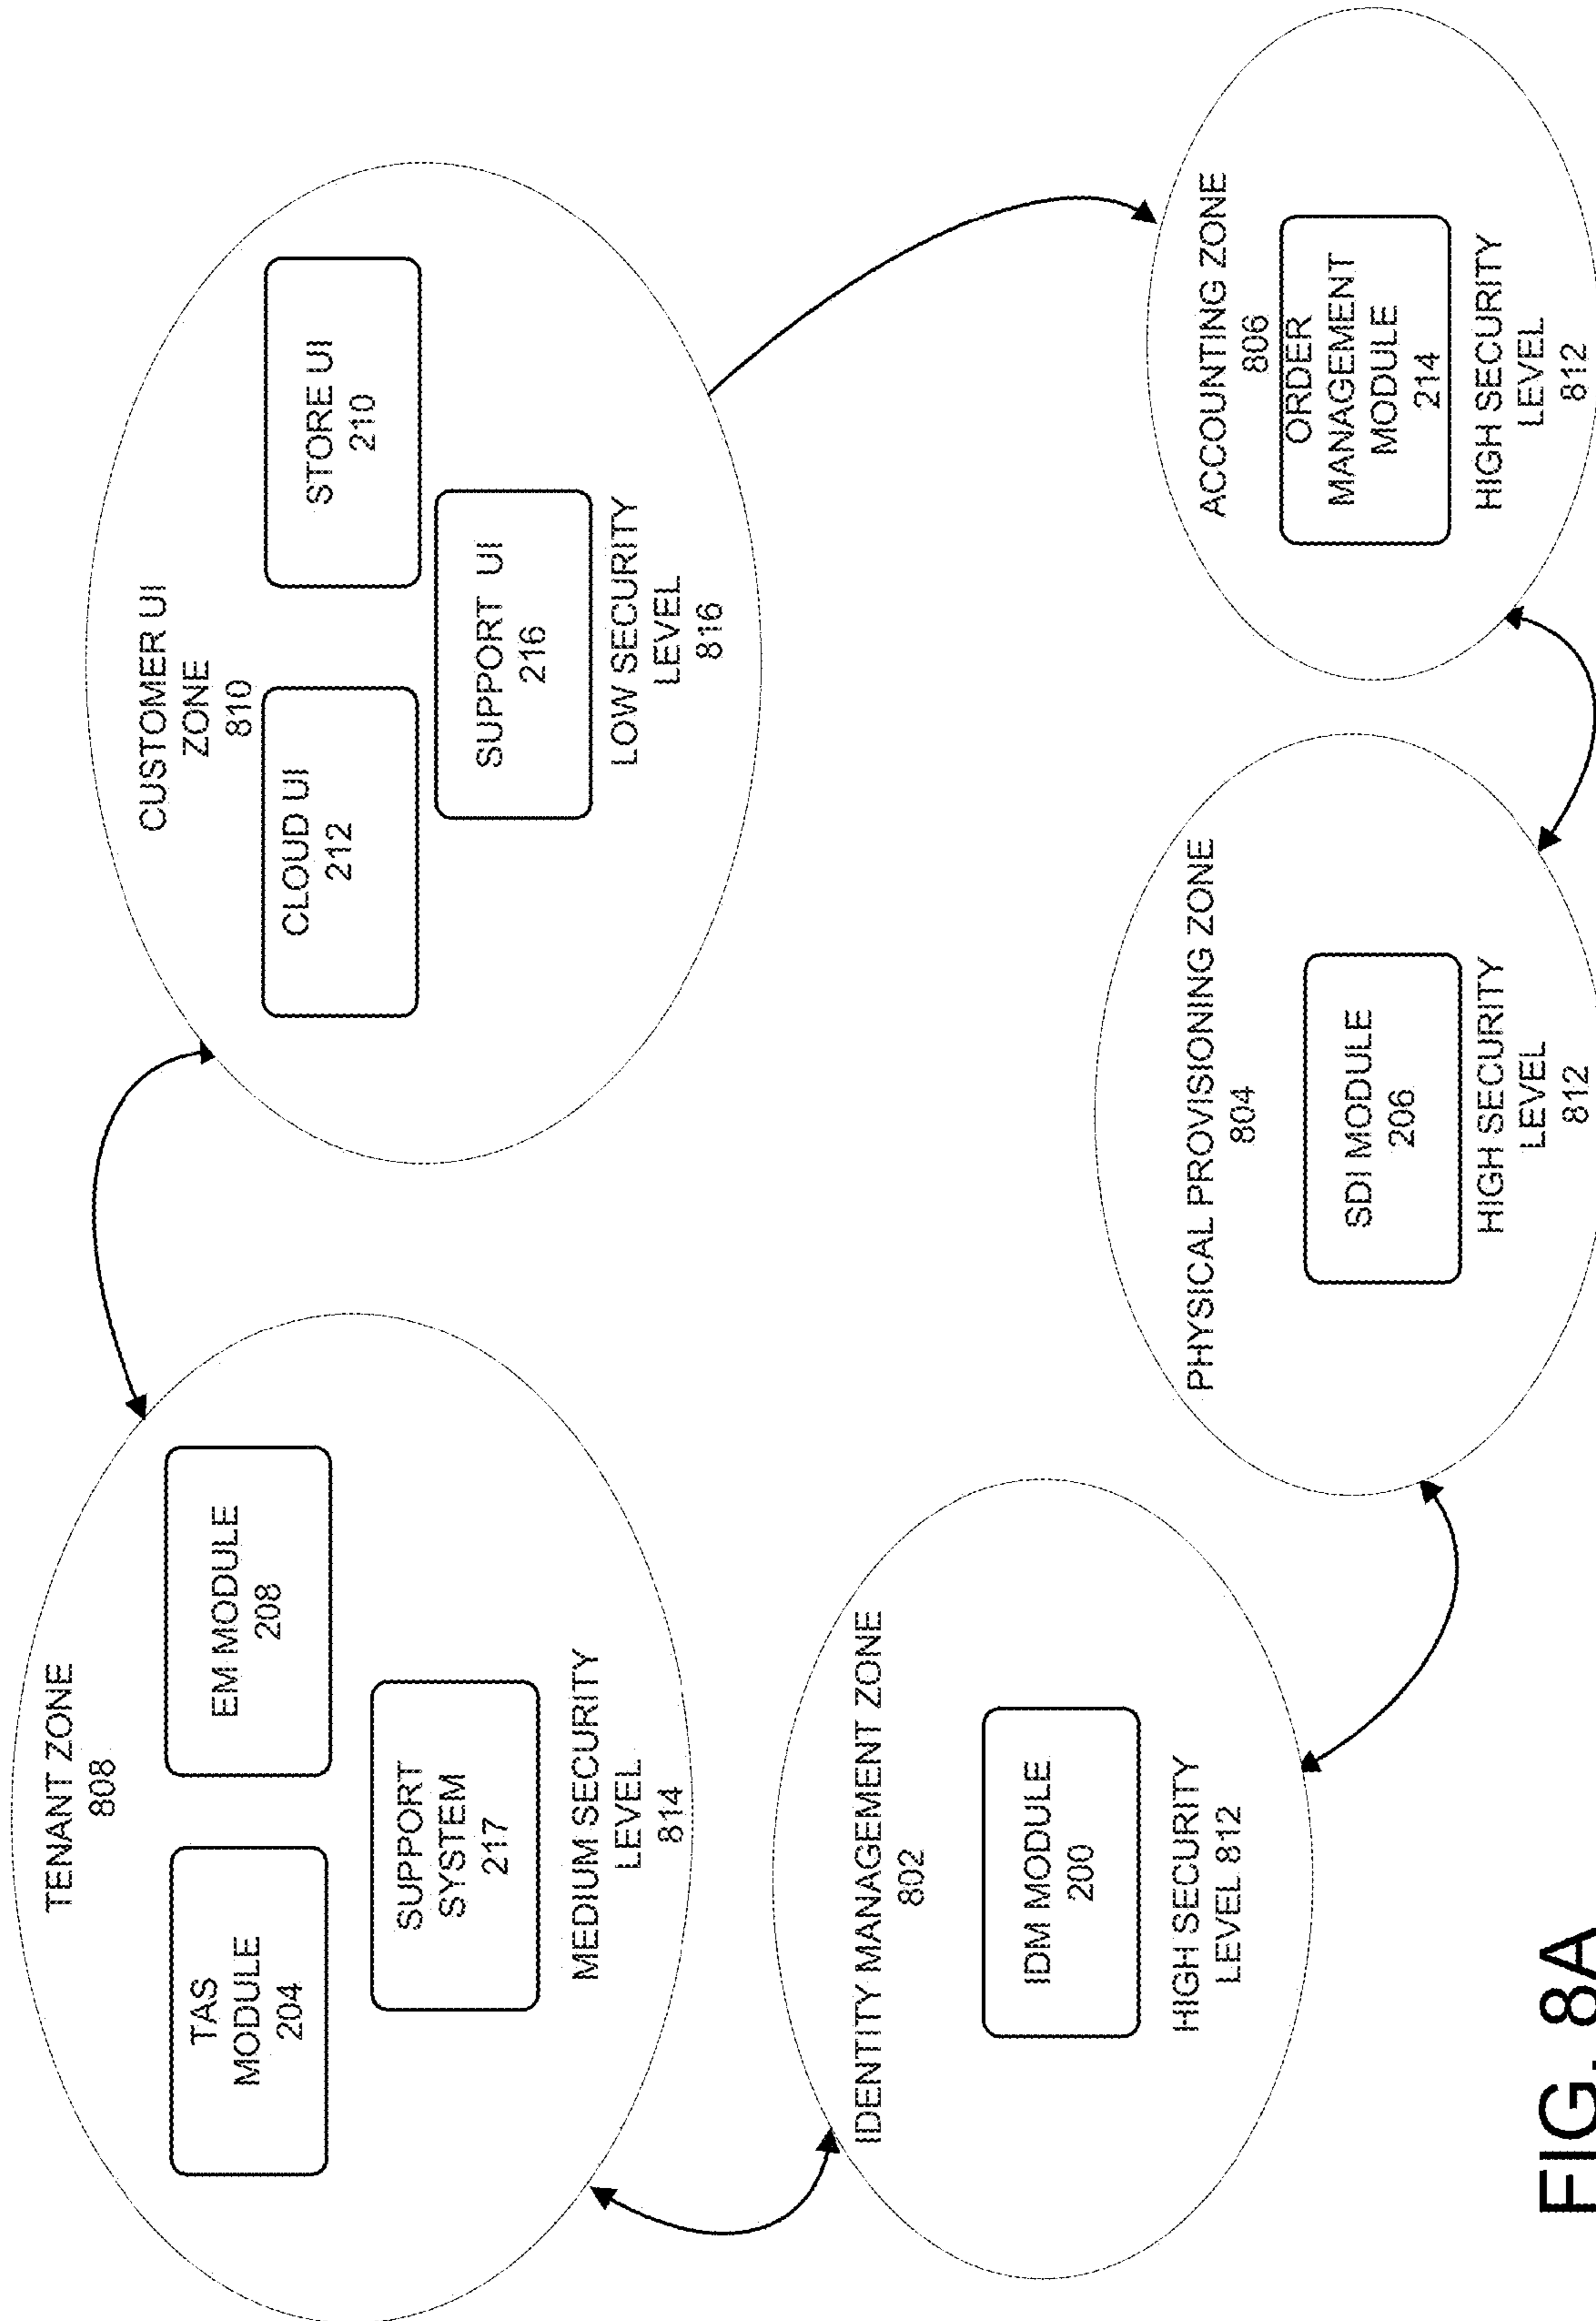 TENANT ZONE
808
TAS
MODULE
204
EM MODULE
208
SUPPORT
SYSTEM
217
MEDIUM SECURITY
LEVEL
814
CUSTOMER UI
ZONE
810
CLOUD UI
212
STORE UI
210
SUPPORT UI
216
LOW SECURITY
LEVEL
816
IDENTITY MANAGEMENT ZONE
802
IDM MODULE
200
HIGH SECURITY
LEVEL 812
PHYSICAL PROVISIONING ZONE
804
SDI MODULE
206
HIGH SECURITY
LEVEL
812
ACCOUNTING ZONE
806
ORDER
MANAGEMENT
MODULE
214
HIGH SECURITY
LEVEL
812
FIG. 8A